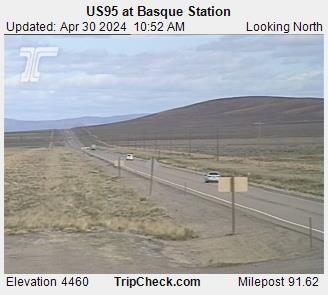 US95 at Basque Station
Updated: Apr 30 2024 10:52 AM Looking North
Elevation 4460 TripCheck.com Milepost 91.62